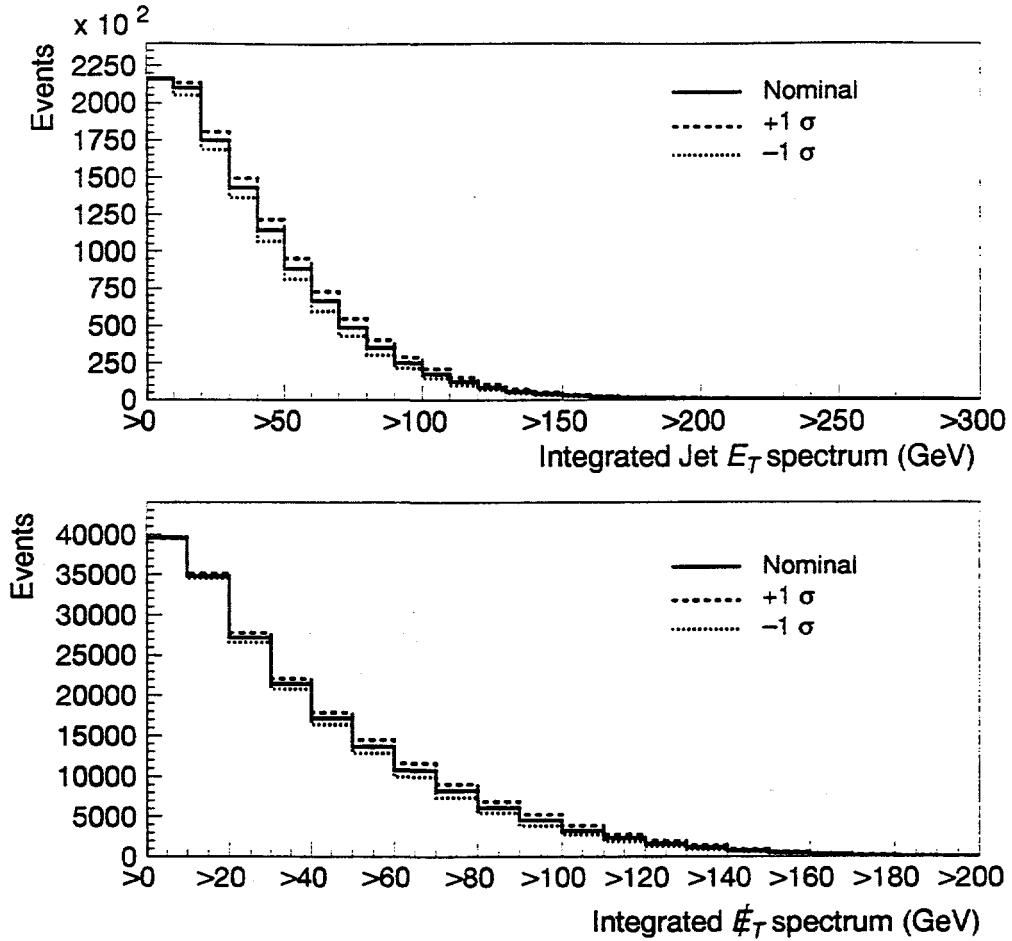 × 10 2
Events
2250
2000
1750
1500
1250
1000
750
500
250
0
Nominal
+1 σ
–1 σ
>0 >50 >100 >150 >200 >250 >300
Integrated Jet E_T spectrum (GeV)
Events
40000
35000
30000
25000
20000
15000
10000
5000
0
Nominal
+1 σ
–1 σ
>0 >20 >40 >60 >80 >100 >120 >140 >160 >180 >200
Integrated E̸_T spectrum (GeV)